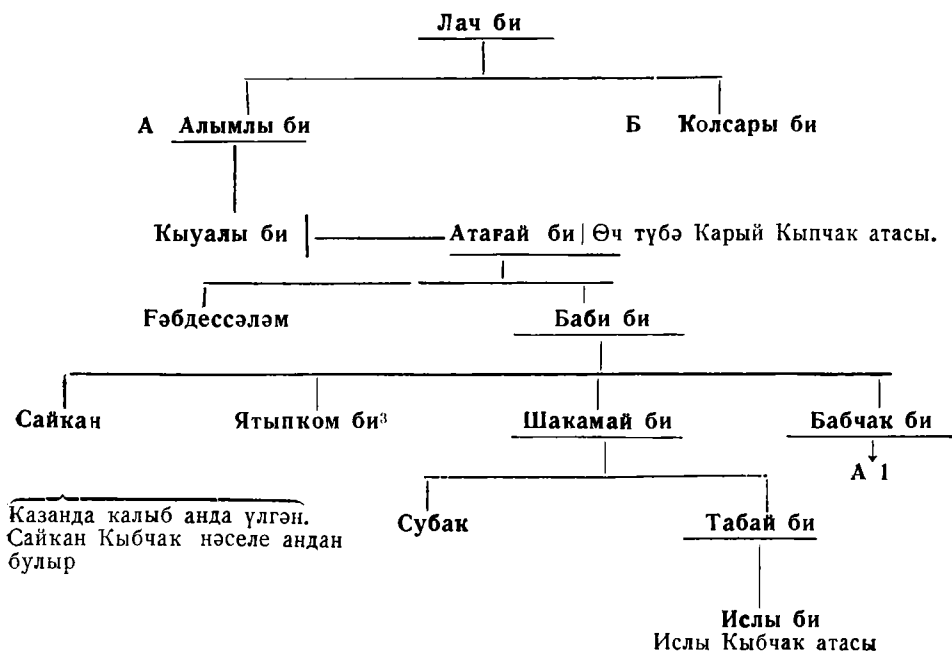 Лач би
А Алымлы би Б Колсары би
Кыуалы би Атағай би | Өч түбә Карый Кыпчак атасы.
Ғәбдессәләм Баби би
Сайкан Ятыпком би³ Шакамай би Бабчак би
А 1
Казанда калыб анда үлгән.
Сайкан Кыбчак нәселе андан
булыр
Субак Табай би
Ислы би
Ислы Кыбчак атасы